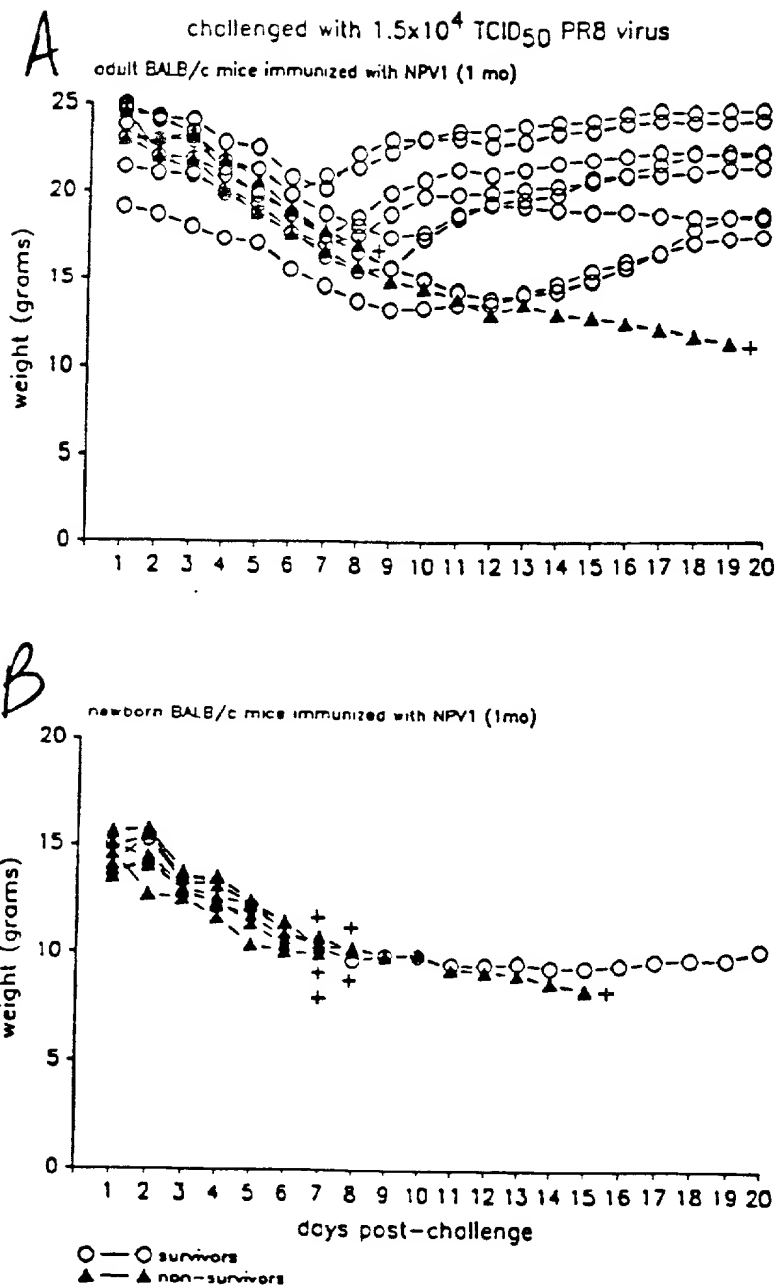 challenged with 1.5x10⁴ TCID₅₀ PR8 virus
A
adult BALB/c mice immunized with NPV1 (1 mo)
25
20
15
10
5
0
weight (grams)
1 2 3 4 5 6 7 8 9 10 11 12 13 14 15 16 17 18 19 20
B
newborn BALB/c mice immunized with NPV1 (1mo)
20
15
10
5
0
weight (grams)
1 2 3 4 5 6 7 8 9 10 11 12 13 14 15 16 17 18 19 20
days post-challenge
survivors
non-survivors